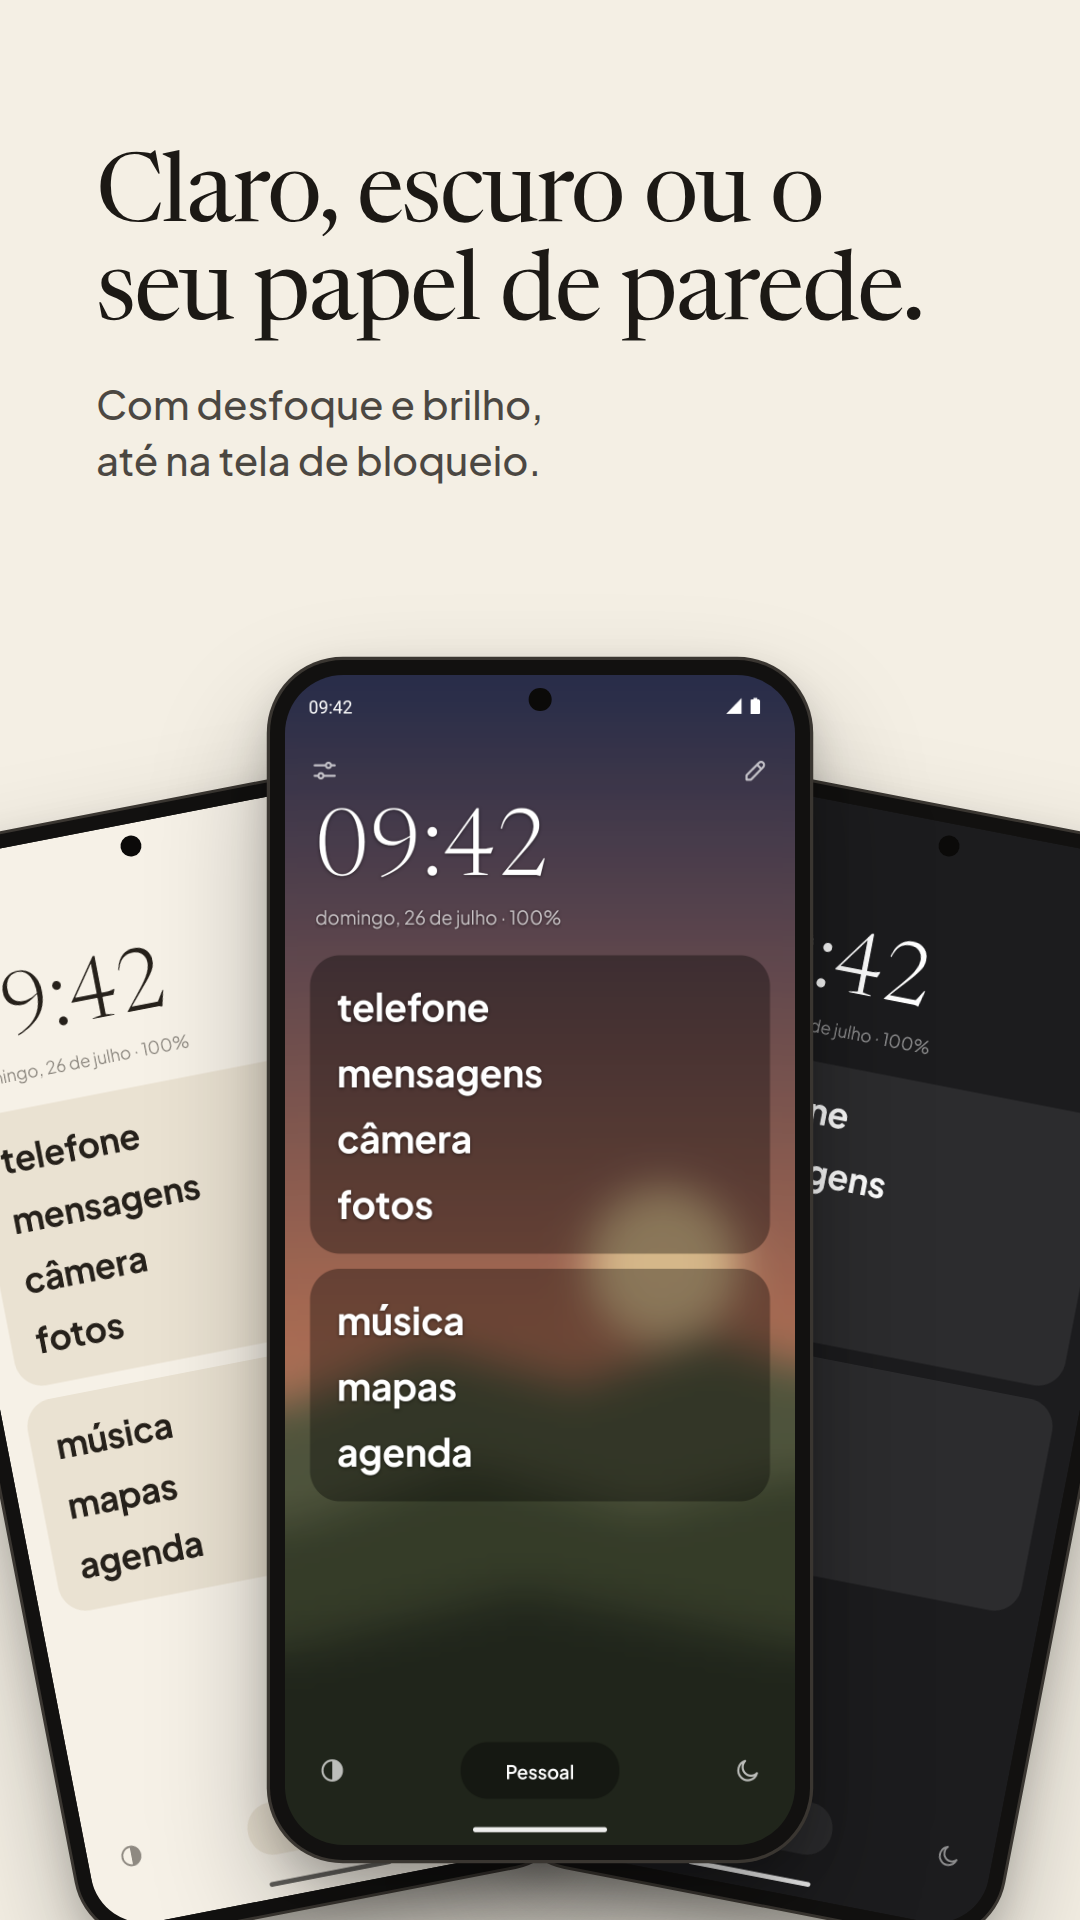 Claro, escuro ou o
seu papel de parede.
Com desfoque e brilho,
até na tela de bloqueio.
09:42
09:42
domingo, 26 de julho · 100%
telefone
mensagens
câmera
fotos
música
mapas
agenda
Pessoal
9:42
26 de julho · 100%
telefone
mensagens
câmera
fotos
música
mapas
agenda
:42
de julho · 100%